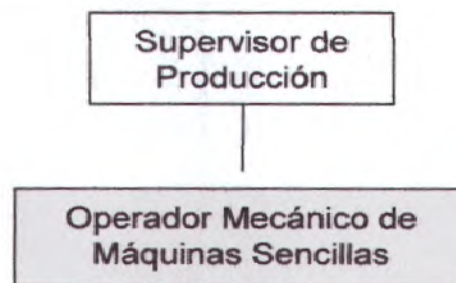 Supervisor de
Producción
Operador Mecánico de
Máquinas Sencillas